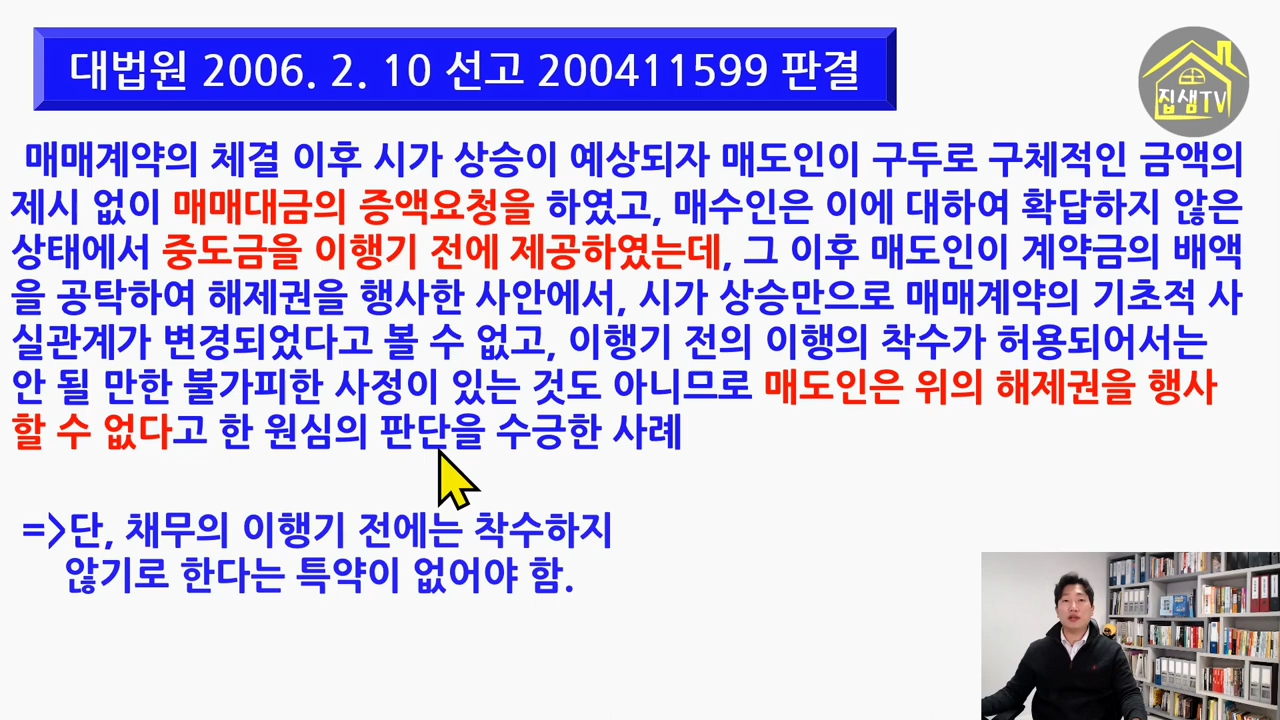 대법원 2006. 2. 10 선고 200411599 판결
집샘TV
매매계약의 체결 이후 시가 상승이 예상되자 매도인이 구두로 구체적인 금액의
제시 없이 매매대금의 증액요청을 하였고, 매수인은 이에 대하여 확답하지 않은
상태에서 중도금을 이행기 전에 제공하였는데, 그 이후 매도인이 계약금의 배액
을 공탁하여 해제권을 행사한 사안에서, 시가 상승만으로 매매계약의 기초적 사
실관계가 변경되었다고 볼 수 없고, 이행기 전의 이행의 착수가 허용되어서는
안 될 만한 불가피한 사정이 있는 것도 아니므로 매도인은 위의 해제권을 행사
할 수 없다고 한 원심의 판단을 수긍한 사례
=>단, 채무의 이행기 전에는 착수하지
않기로 한다는 특약이 없어야 함.